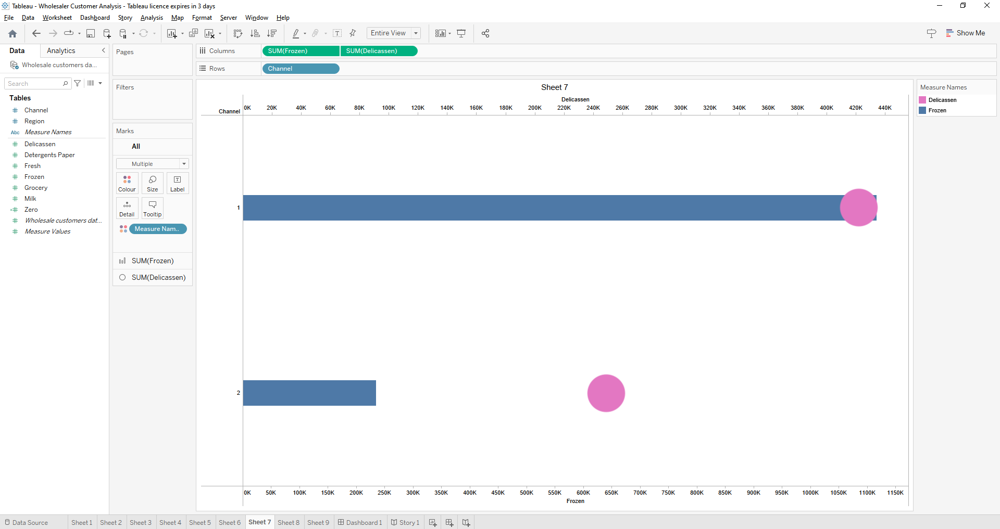 Tableau - Wholesaler Customer Analysis - Tableau licence expires in 3 days
File Data Worksheet Dashboard Story Analysis Map Format Server Window Help
Entire View
Show Me
Data Analytics
Wholesale customers da...
Search
Tables
Channel
Region
Abc Measure Names
Delicassen
Detergents Paper
Fresh
Frozen
Grocery
Milk
Zero
Wholesale customers dat...
Measure Values
Pages
Filters
Marks
All
Multiple
Colour Size Label
Detail Tooltip
Measure Nam..
SUM(Frozen)
SUM(Delicassen)
Columns SUM(Frozen) SUM(Delicassen)
Rows Channel
Sheet 7
Delicassen
Channel 0K 20K 40K 60K 80K 100K 120K 140K 160K 180K 200K 220K 240K 260K 280K 300K 320K 340K 360K 380K 400K 420K 440K
1
2
0K 50K 100K 150K 200K 250K 300K 350K 400K 450K 500K 550K 600K 650K 700K 750K 800K 850K 900K 950K 1000K 1050K 1100K 1150K
Frozen
Measure Names
Delicassen
Frozen
Data Source Sheet 1 Sheet 2 Sheet 3 Sheet 4 Sheet 5 Sheet 6 Sheet 7 Sheet 8 Sheet 9 Dashboard 1 Story 1